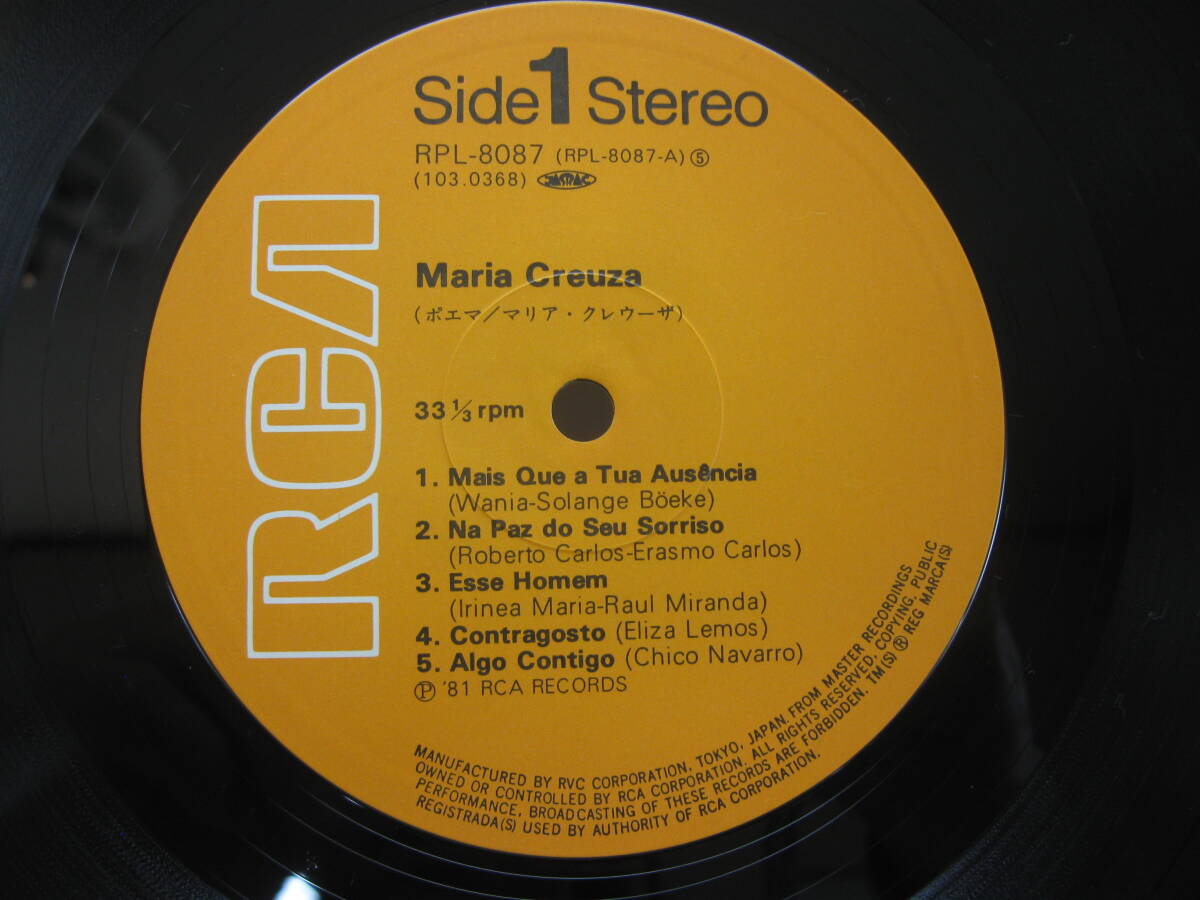 Side 1 Stereo
RPL-8087 (RPL-8087-A) ⑤
(103.0368) JASRAC
RCA
Maria Creuza
(ポエマ/マリア・クレウーザ)
33 1/3 rpm
1. Mais Que a Tua Ausência
(Wania-Solange Böeke)
2. Na Paz do Seu Sorriso
(Roberto Carlos-Erasmo Carlos)
3. Esse Homem
(Irinea Maria-Raul Miranda)
4. Contragosto (Eliza Lemos)
5. Algo Contigo (Chico Navarro)
Ⓟ '81 RCA RECORDS
MANUFACTURED BY RVC CORPORATION, TOKYO, JAPAN, FROM MASTER RECORDINGS
OWNED OR CONTROLLED BY RCA CORPORATION. ALL RIGHTS RESERVED, COPYING, PUBLIC
PERFORMANCE, BROADCASTING OF THESE RECORDS ARE FORBIDDEN. TM(S) ® REG MARCA(S)
REGISTRADA(S) USED BY AUTHORITY OF RCA CORPORATION.